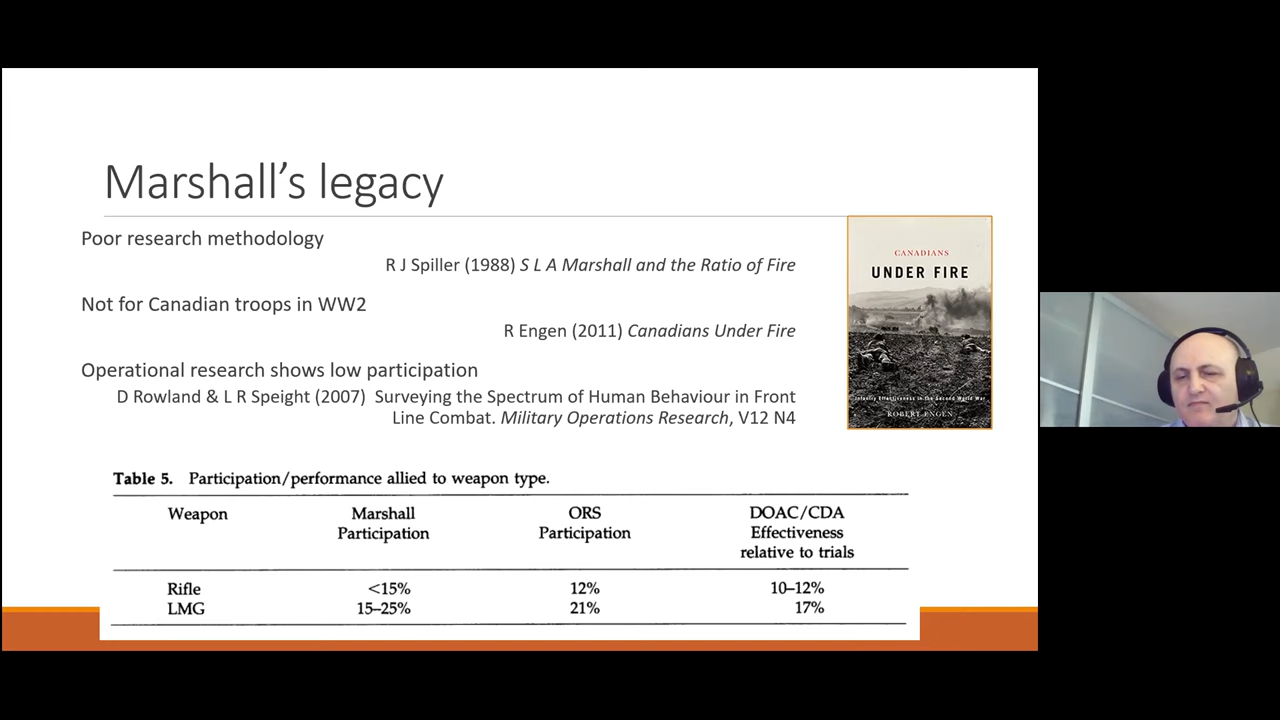 Marshall’s legacy
Poor research methodology
R J Spiller (1988) S L A Marshall and the Ratio of Fire
Not for Canadian troops in WW2
R Engen (2011) Canadians Under Fire
Operational research shows low participation
D Rowland & L R Speight (2007) Surveying the Spectrum of Human Behaviour in Front
Line Combat. Military Operations Research, V12 N4
CANADIANS
UNDER FIRE
Infantry Effectiveness in the Second World War
ROBERT ENGEN
Table 5. Participation/performance allied to weapon type.
Weapon Marshall Participation ORS Participation DOAC/CDA Effectiveness relative to trials
Rifle <15% 12% 10–12%
LMG 15–25% 21% 17%